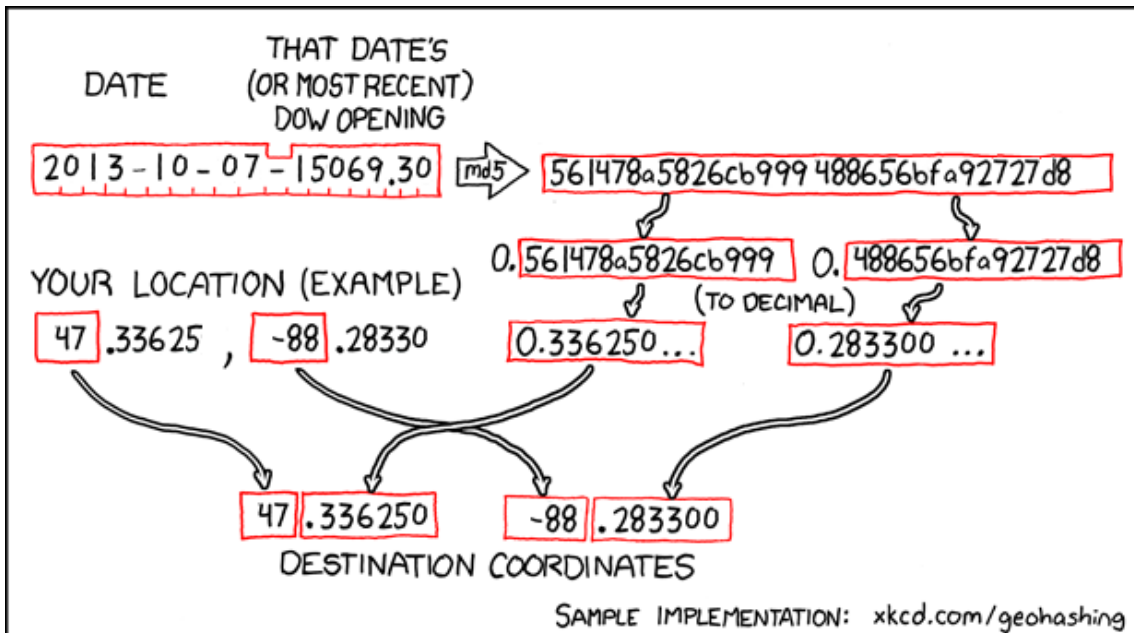 DATE
THAT DATE'S
(OR MOST RECENT)
DOW OPENING
2013-10-07-15069.30
md5
561478a5826cb999488656bfa92727d8
0.561478a5826cb999
0.488656bfa92727d8
(TO DECIMAL)
YOUR LOCATION (EXAMPLE)
47.33625, -88.28330
0.336250...
0.283300 ...
47.336250
-88.283300
DESTINATION COORDINATES
SAMPLE IMPLEMENTATION: xkcd.com/geohashing